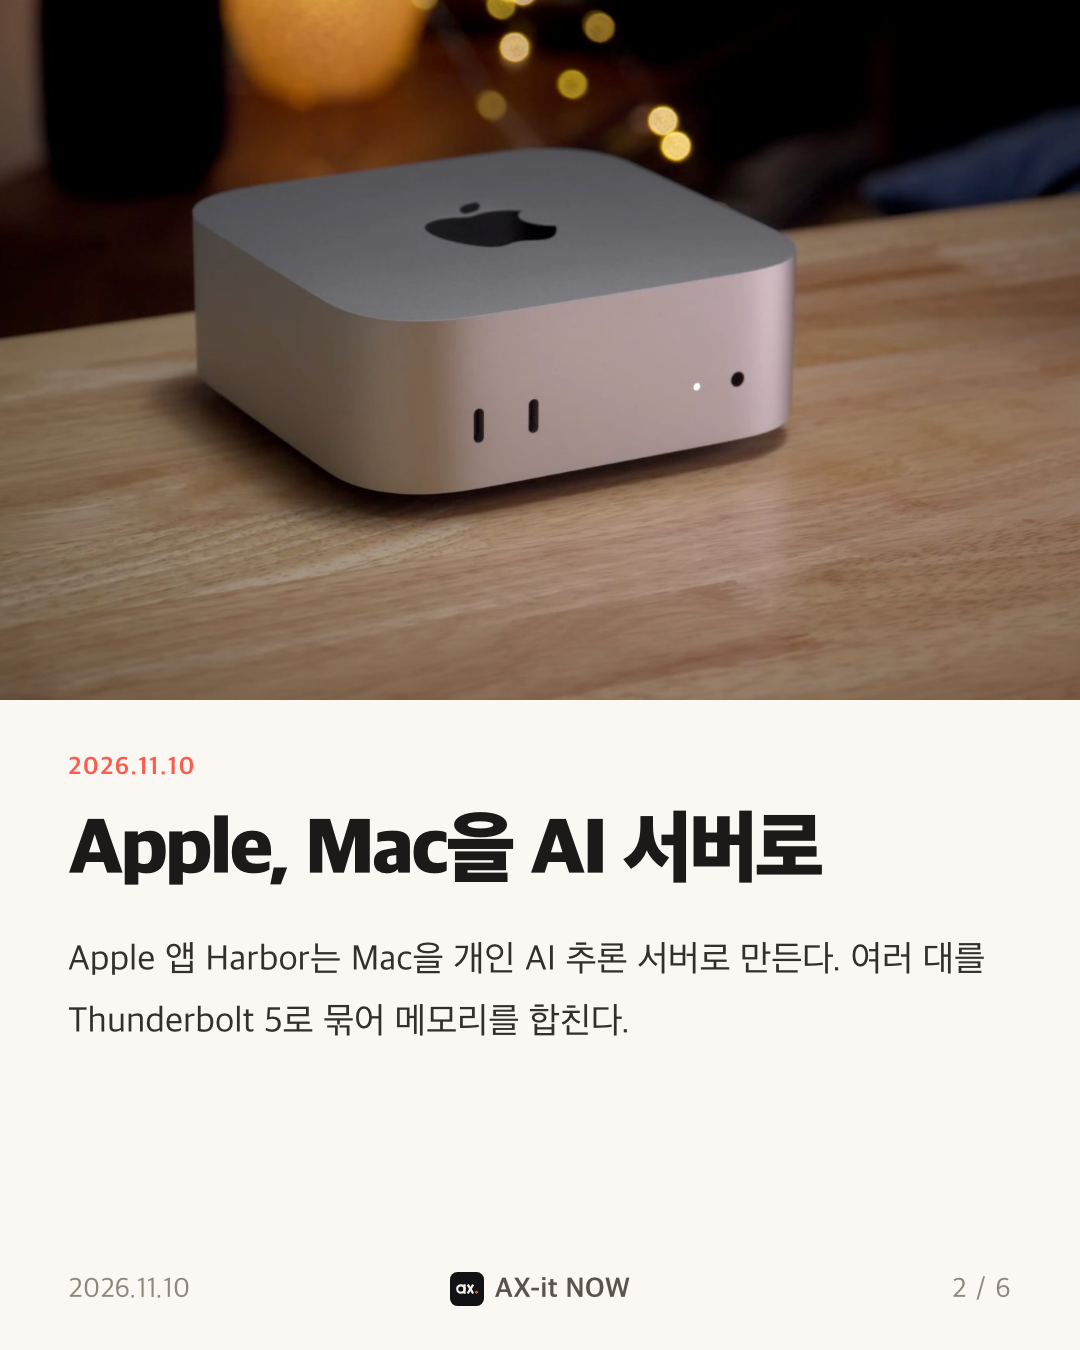 2026.11.10
Apple, Mac을 AI 서버로
Apple 앱 Harbor는 Mac을 개인 AI 추론 서버로 만든다. 여러 대를
Thunderbolt 5로 묶어 메모리를 합친다.
2026.11.10
ax. AX-it NOW
2 / 6